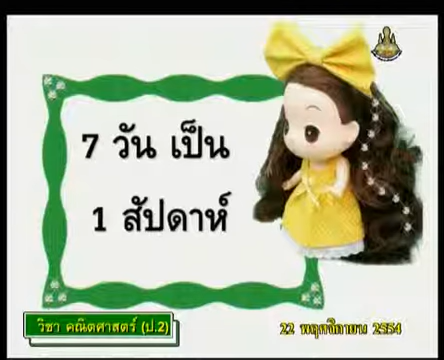 7 วัน เป็น
1 สัปดาห์
วิชา คณิตศาสตร์ (ป.2)
22 พฤศจิกายน 2554